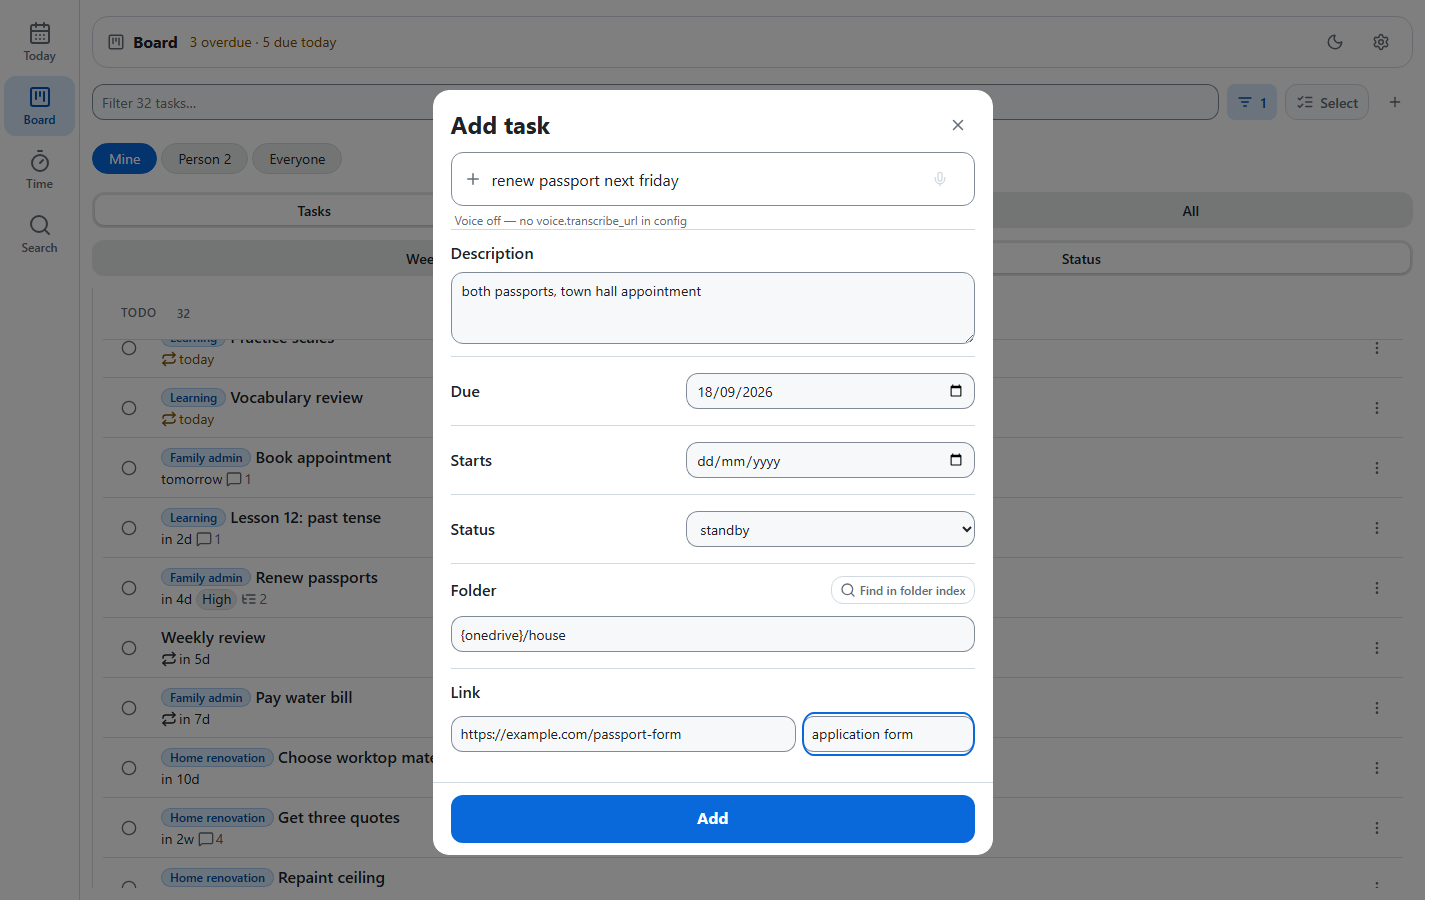 Today
Board
Time
Search
Board 3 overdue · 5 due today
Filter 32 tasks...
1
Select
Mine
Person 2
Everyone
Tasks
All
Wee
Status
TODO 32
Learning Practice scales
today
Learning Vocabulary review
today
Family admin Book appointment
tomorrow 1
Learning Lesson 12: past tense
in 2d 1
Family admin Renew passports
in 4d High 2
Weekly review
in 5d
Family admin Pay water bill
in 7d
Home renovation Choose worktop mate
in 10d
Home renovation Get three quotes
in 2w 4
Home renovation Repaint ceiling
Add task
renew passport next friday
Voice off — no voice.transcribe_url in config
Description
both passports, town hall appointment
Due 18/09/2026
Starts dd/mm/yyyy
Status standby
Folder Find in folder index
{onedrive}/house
Link
https://example.com/passport-form application form
Add